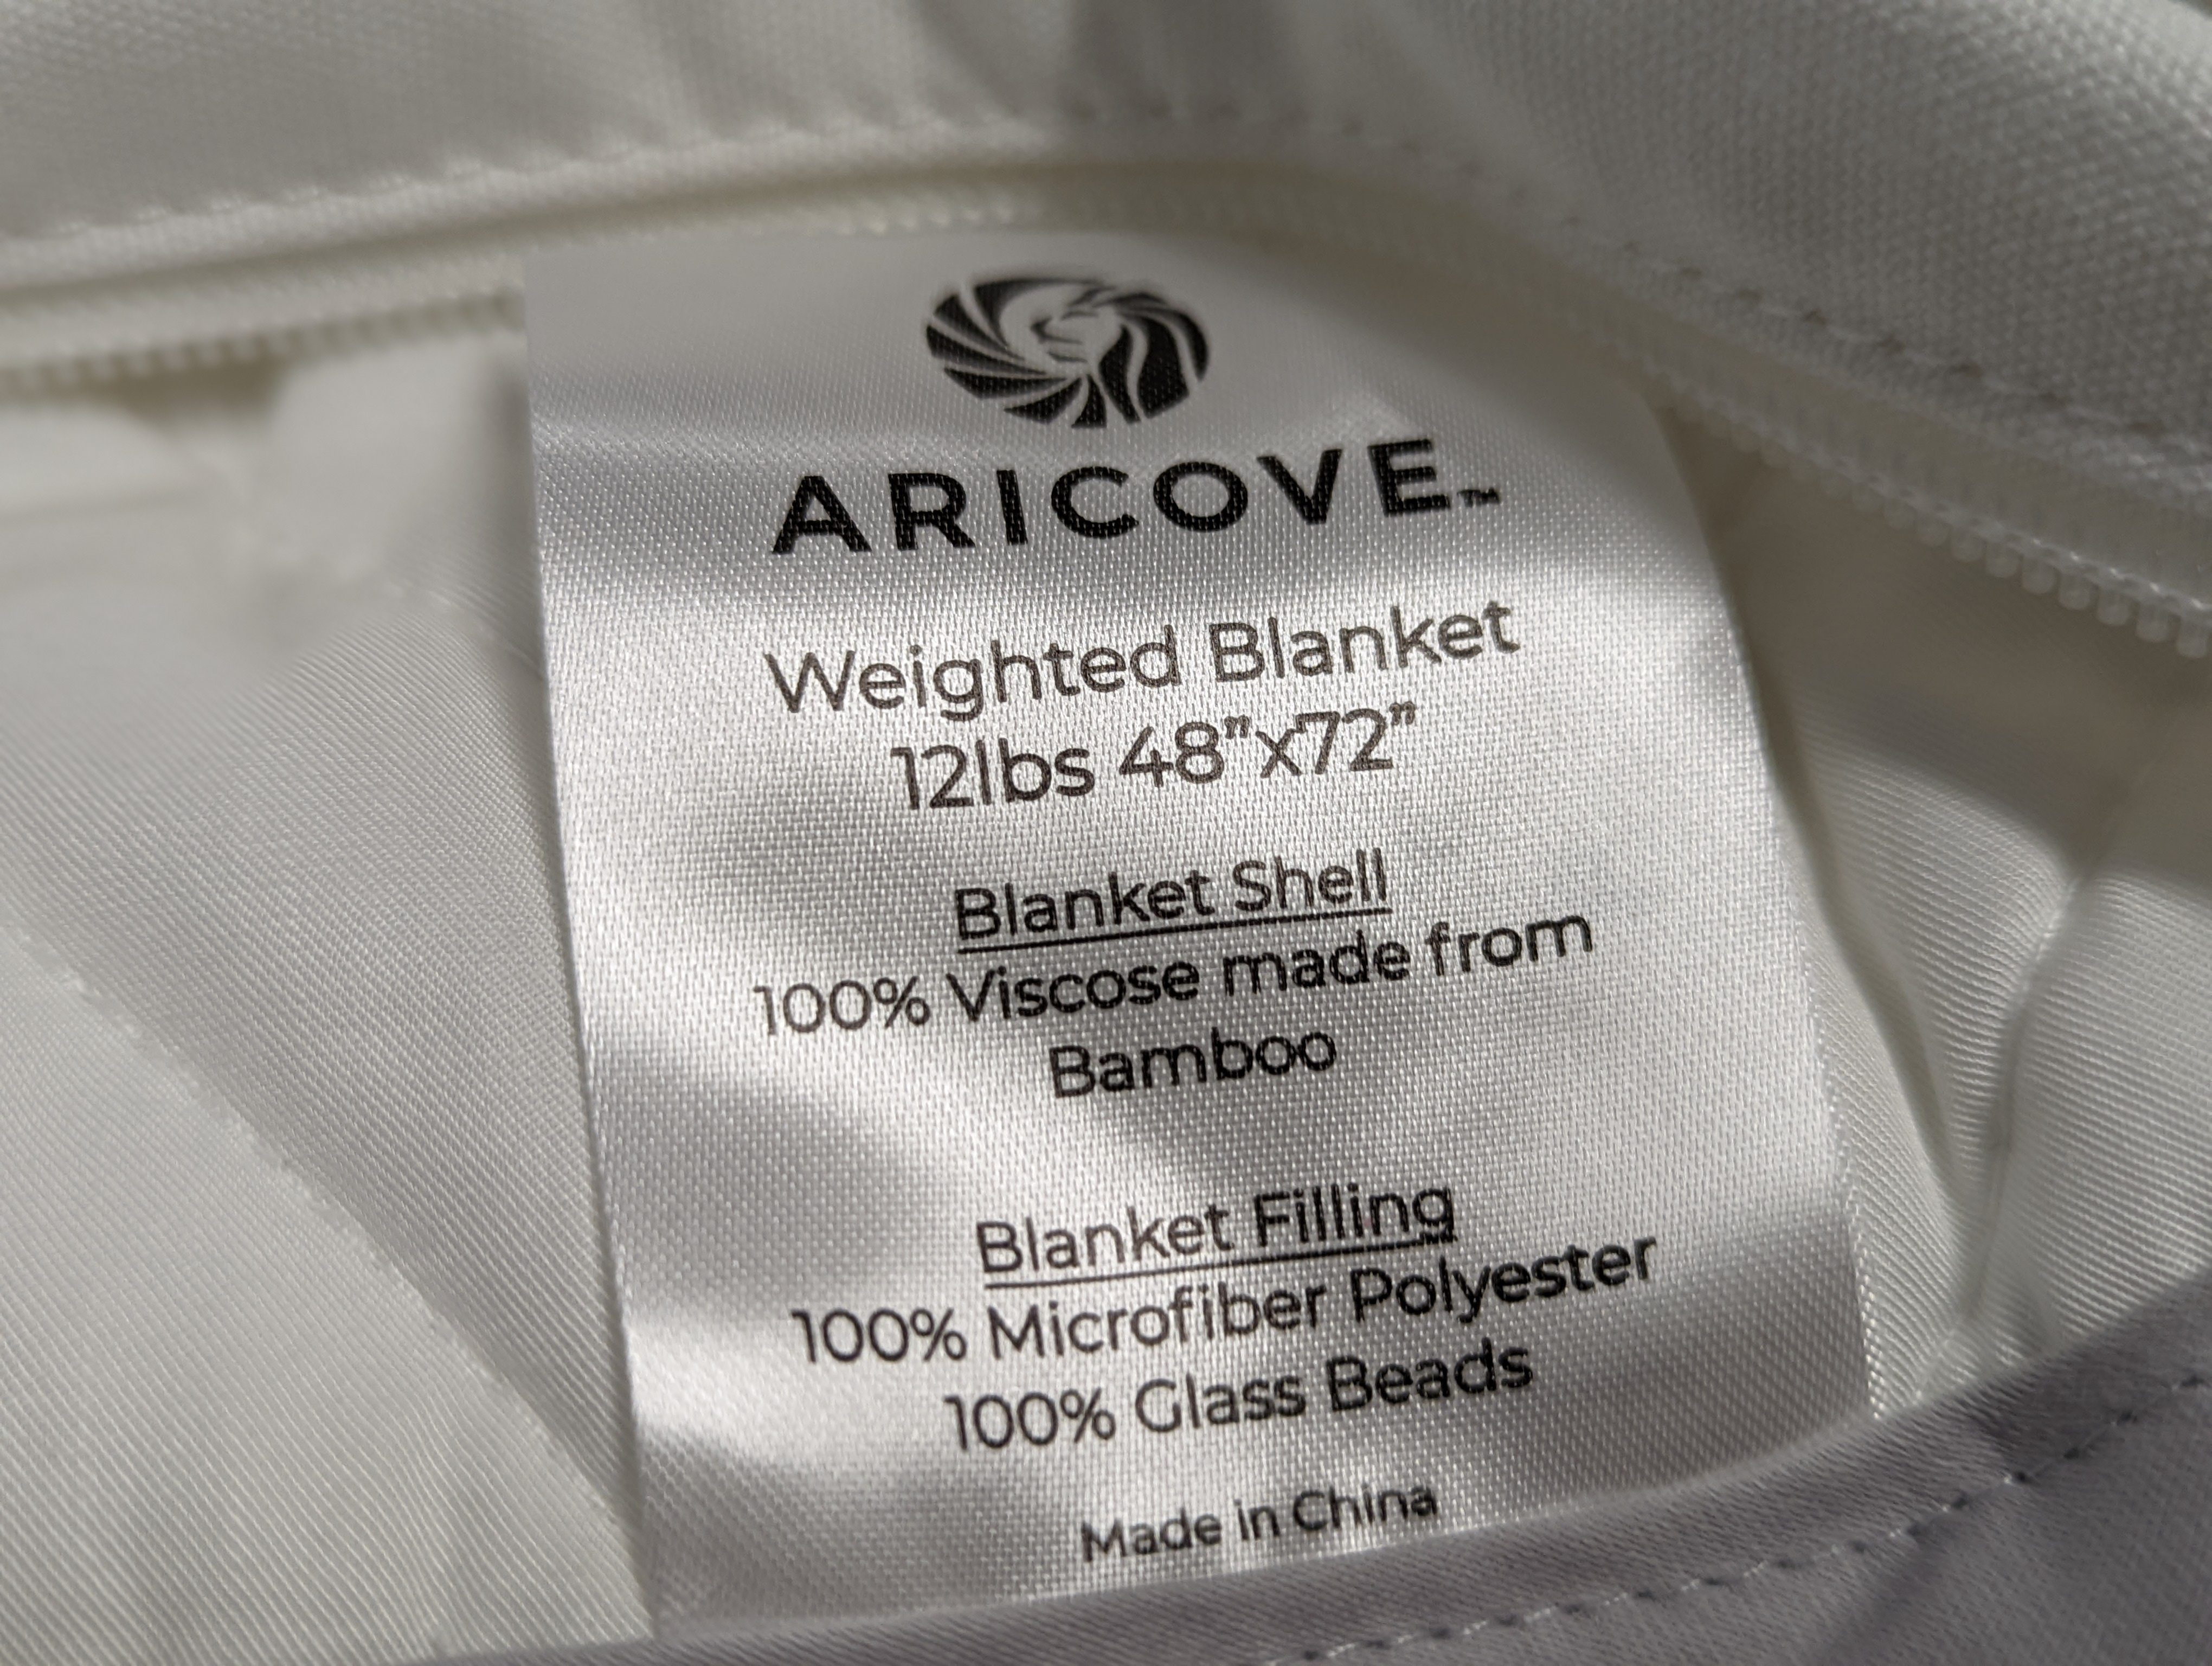 ARICOVE™
Weighted Blanket
12lbs 48”x72”
Blanket Shell
100% Viscose made from
Bamboo
Blanket Filling
100% Microfiber Polyester
100% Glass Beads
Made in China